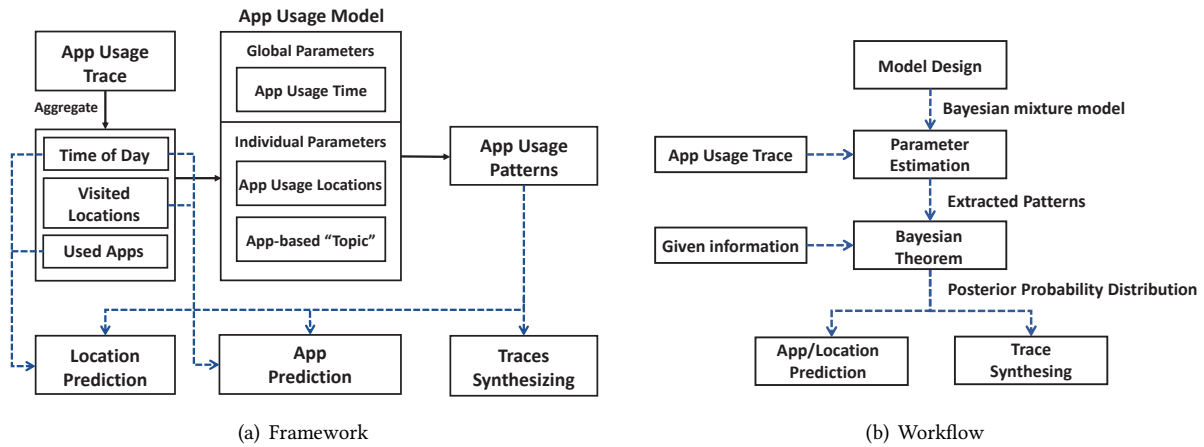 App Usage Model
App Usage
Trace
Aggregate
Time of Day
Visited
Locations
Used Apps
Global Parameters
App Usage Time
Individual Parameters
App Usage Locations
App-based “Topic”
App Usage
Patterns
Location
Prediction
App
Prediction
Traces
Synthesizing
(a) Framework
Model Design
Bayesian mixture model
App Usage Trace
Parameter
Estimation
Extracted Patterns
Given information
Bayesian
Theorem
Posterior Probability Distribution
App/Location
Prediction
Trace
Synthesing
(b) Workflow